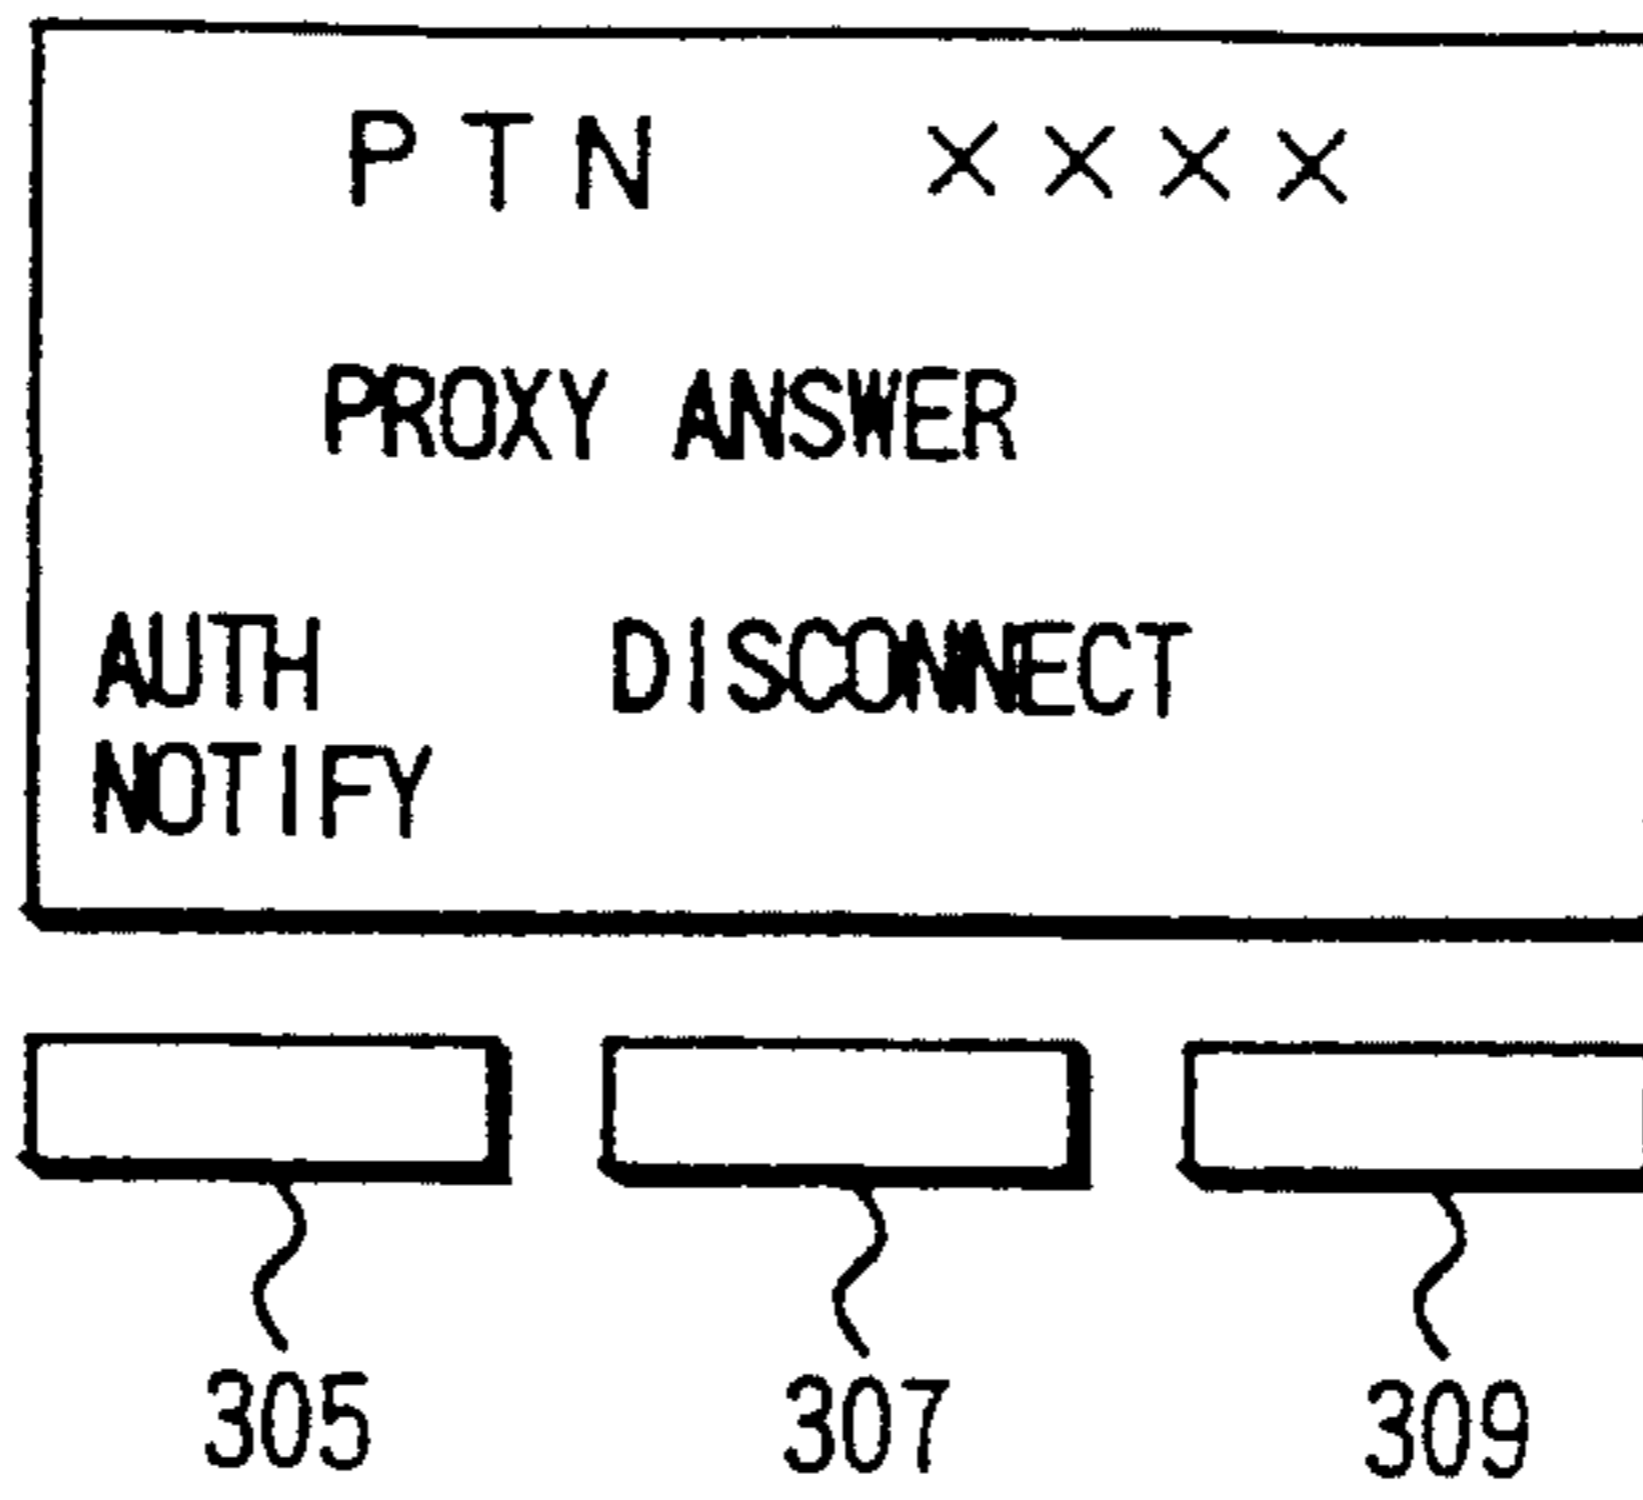 PTN ××××
PROXY ANSWER
AUTH DISCONNECT
NOTIFY
305 307 309